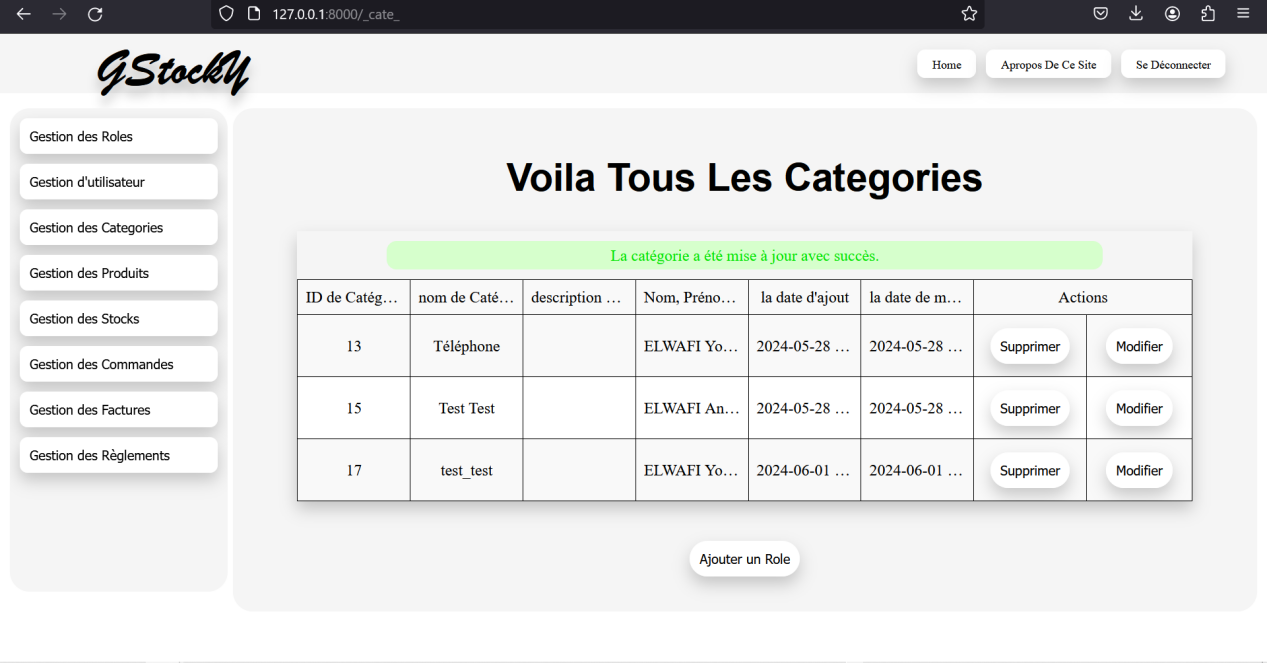 127.0.0.1:8000/_cate_
GStockY
Home Apropos De Ce Site Se Déconnecter
Gestion des Roles
Gestion d'utilisateur
Gestion des Categories
Gestion des Produits
Gestion des Stocks
Gestion des Commandes
Gestion des Factures
Gestion des Règlements
Voila Tous Les Categories
La catégorie a été mise à jour avec succès.
ID de Catég… nom de Caté… description … Nom, Préno… la date d'ajout la date de m… Actions
13 Téléphone ELWAFI Yo… 2024-05-28 … 2024-05-28 … Supprimer Modifier
15 Test Test ELWAFI An… 2024-05-28 … 2024-05-28 … Supprimer Modifier
17 test_test ELWAFI Yo… 2024-06-01 … 2024-06-01 … Supprimer Modifier
Ajouter un Role